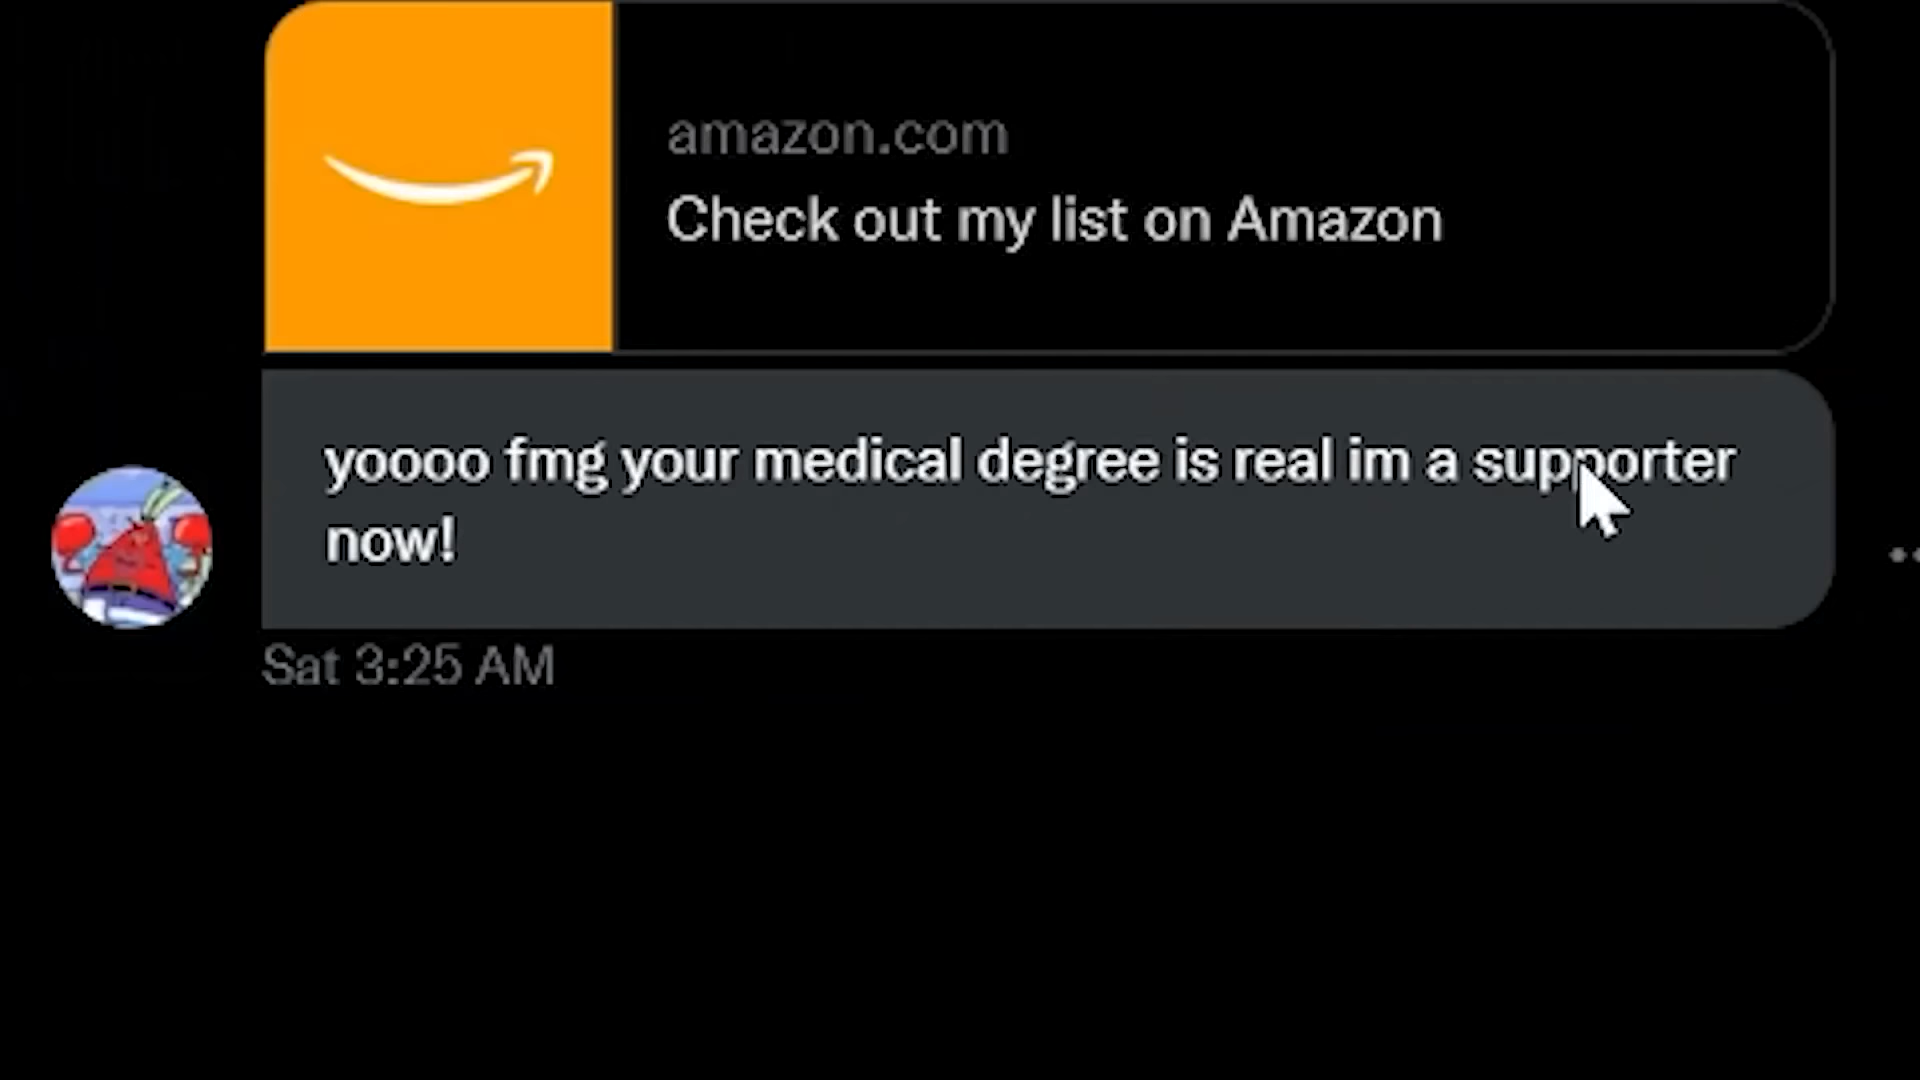 amazon.com
Check out my list on Amazon
yoooo fmg your medical degree is real im a supporter
now!
Sat 3:25 AM